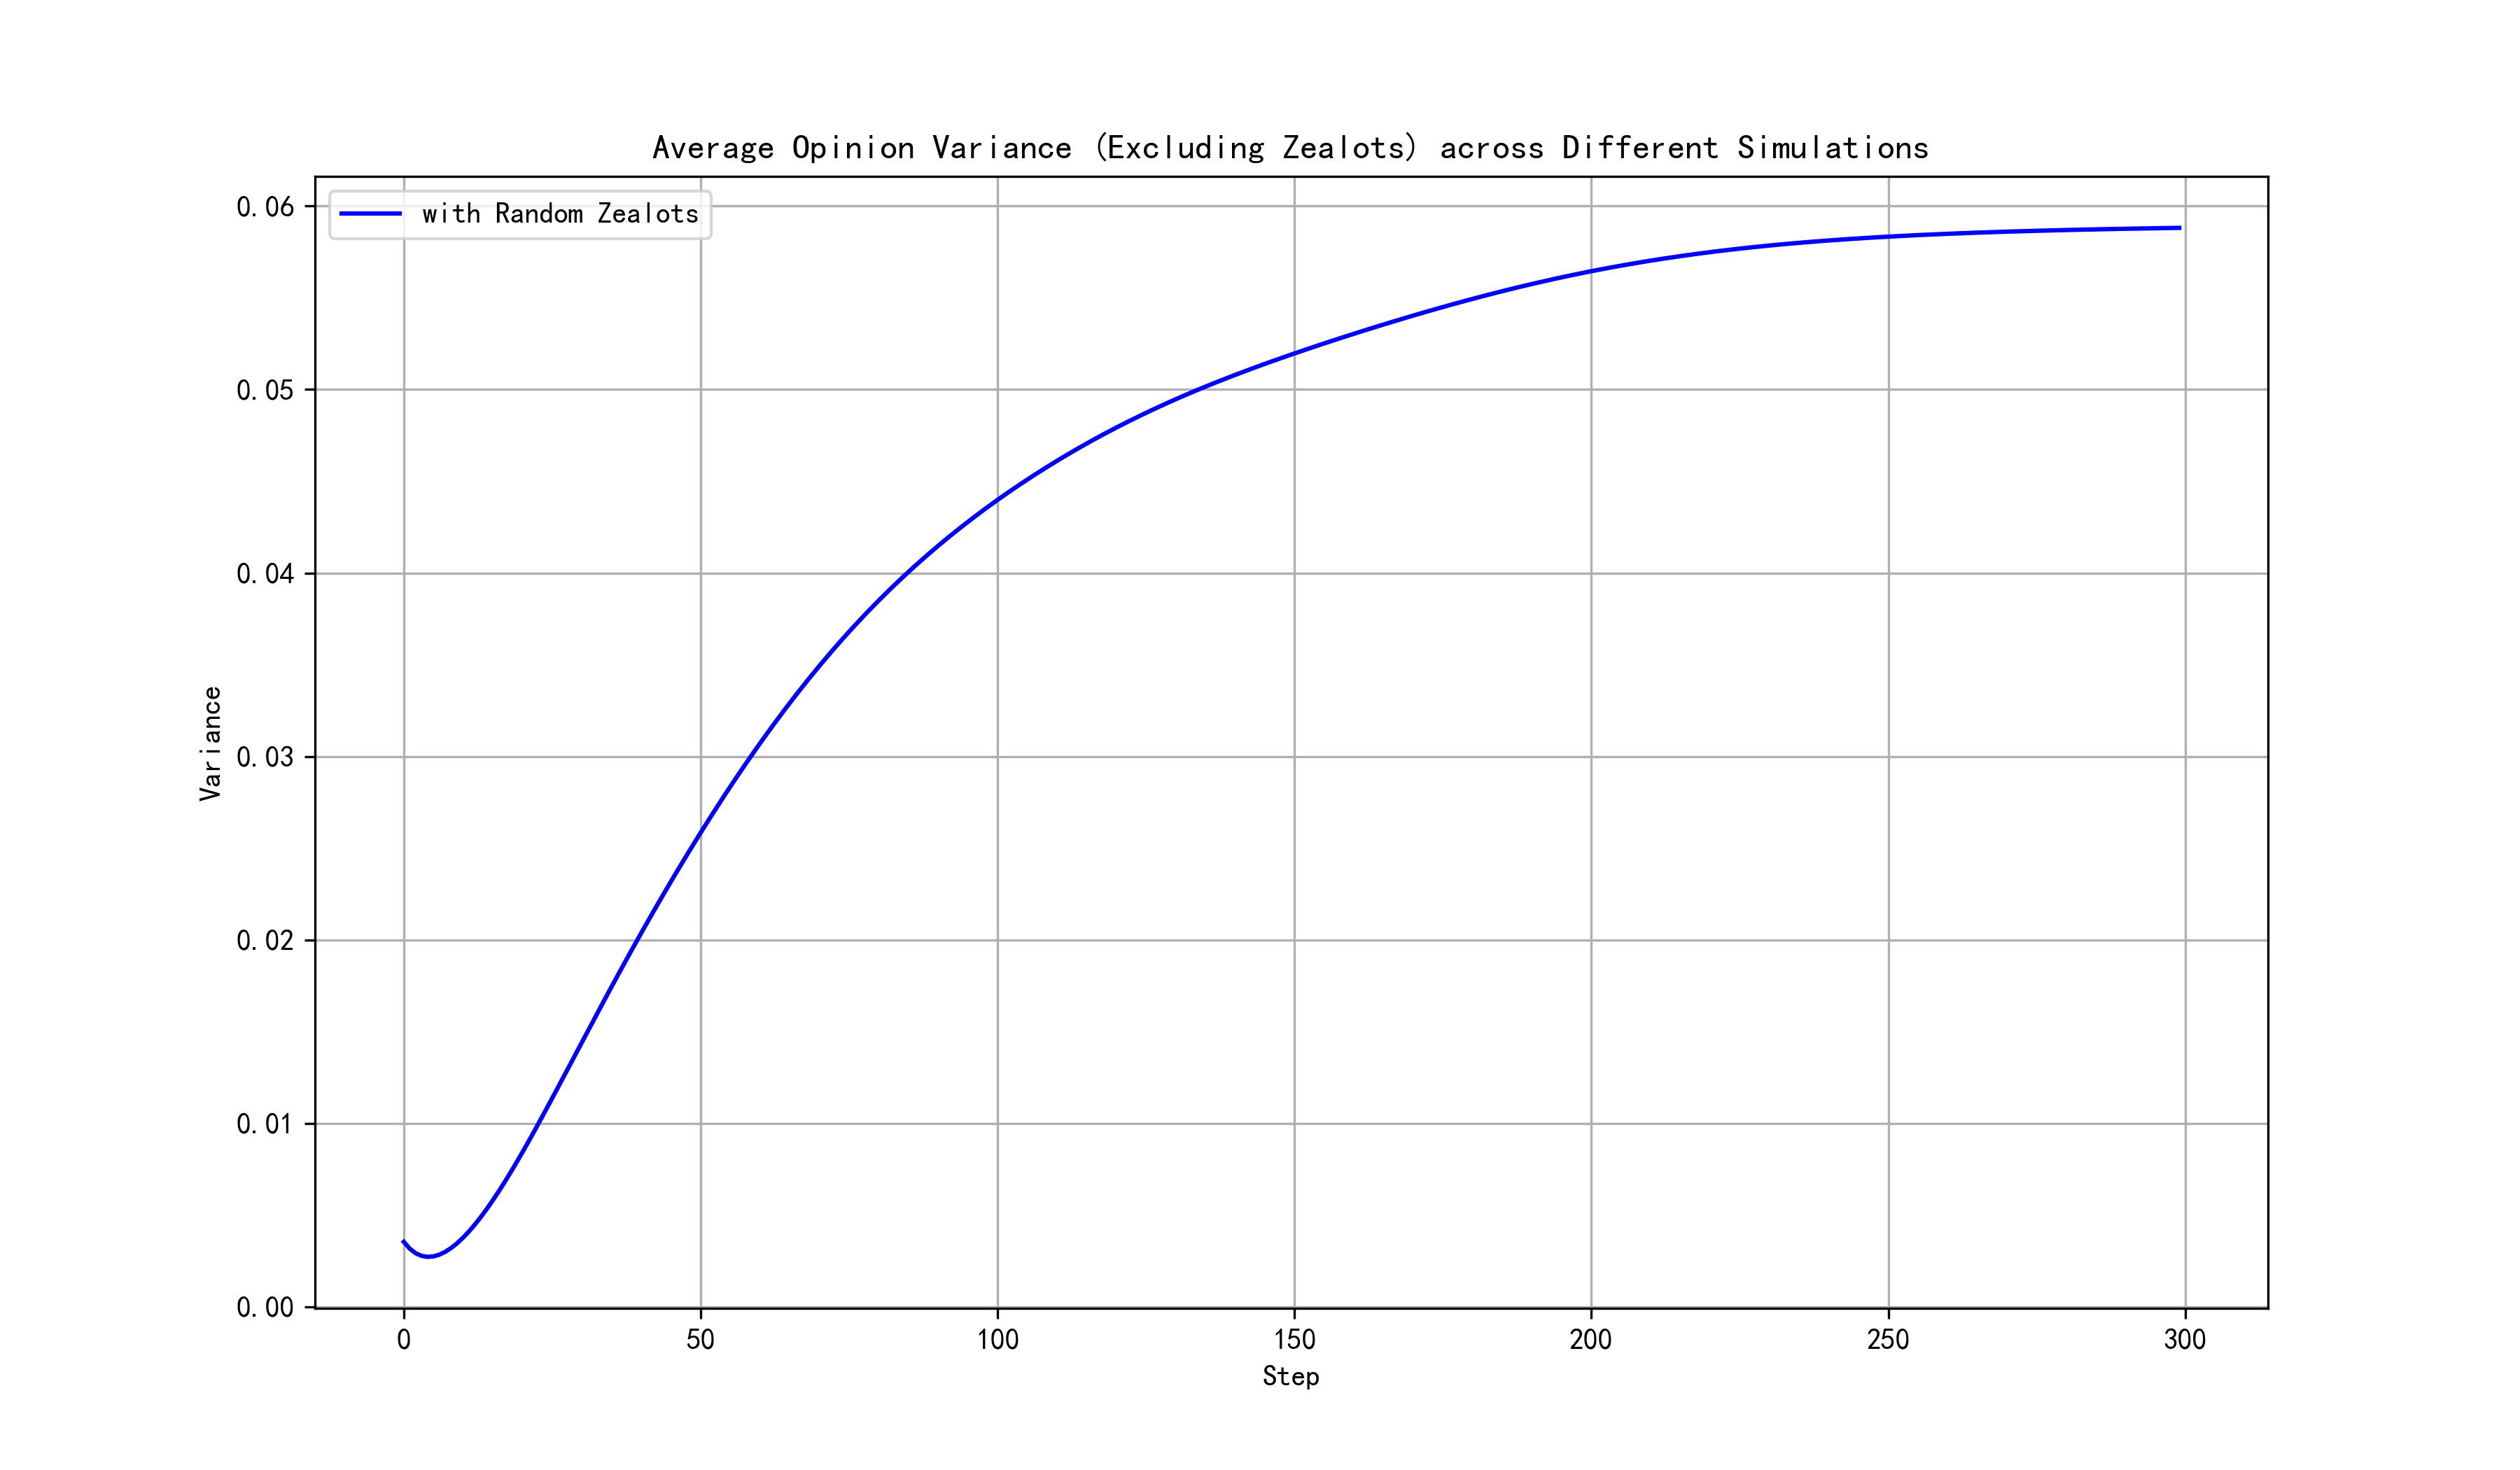 Average Opinion Variance (Excluding Zealots) across Different Simulations
with Random Zealots
0.06
0.05
0.04
0.03
0.02
0.01
0.00
Variance
0 50 100 150 200 250 300
Step